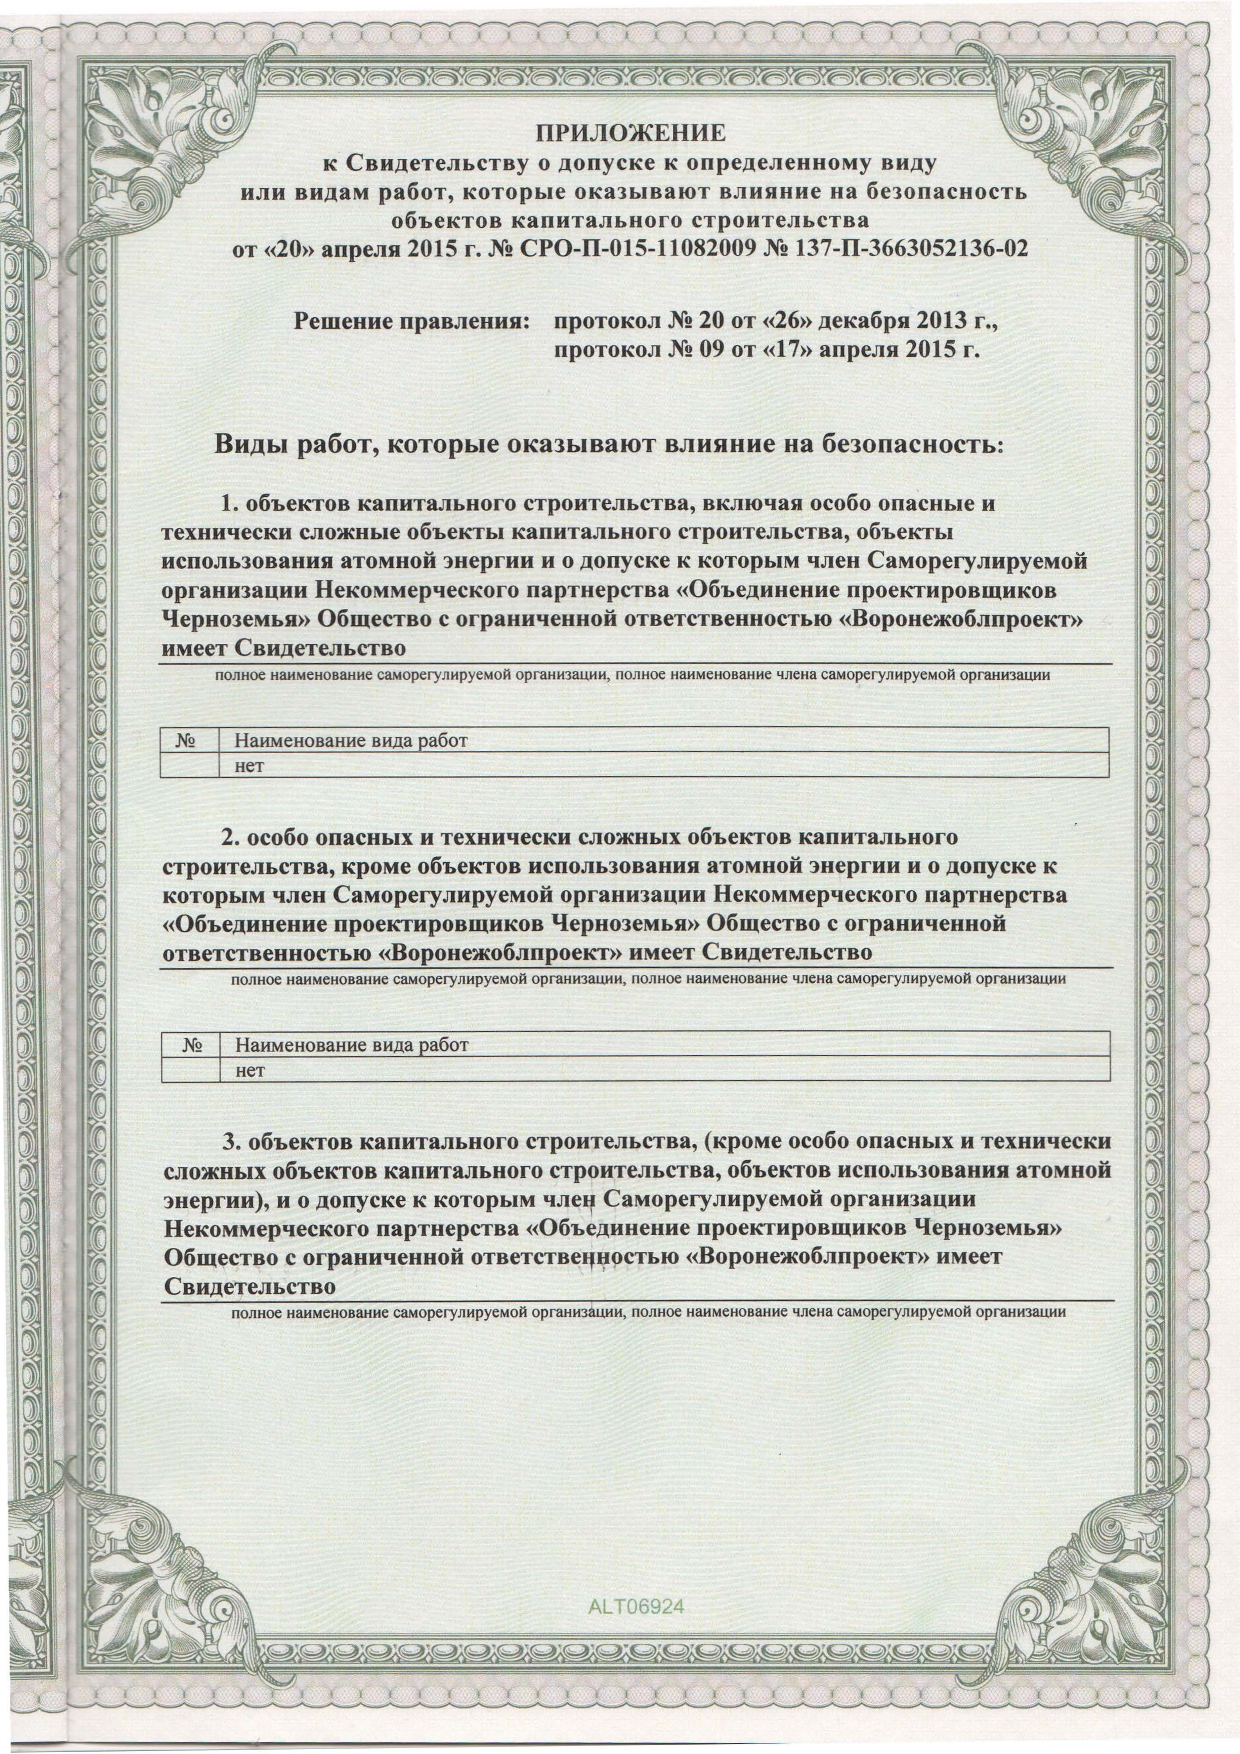 ПРИЛОЖЕНИЕ
к Свидетельству о допуске к определенному виду
или видам работ, которые оказывают влияние на безопасность
объектов капитального строительства
от «20» апреля 2015 г. № СРО-П-015-11082009 № 137-П-3663052136-02
Решение правления: протокол № 20 от «26» декабря 2013 г.,
протокол № 09 от «17» апреля 2015 г.
Виды работ, которые оказывают влияние на безопасность:
1. объектов капитального строительства, включая особо опасные и
технически сложные объекты капитального строительства, объекты
использования атомной энергии и о допуске к которым член Саморегулируемой
организации Некоммерческого партнерства «Объединение проектировщиков
Черноземья» Общество с ограниченной ответственностью «Воронежоблпроект»
имеет Свидетельство
полное наименование саморегулируемой организации, полное наименование члена саморегулируемой организации
№ Наименование вида работ
нет
2. особо опасных и технически сложных объектов капитального
строительства, кроме объектов использования атомной энергии и о допуске к
которым член Саморегулируемой организации Некоммерческого партнерства
«Объединение проектировщиков Черноземья» Общество с ограниченной
ответственностью «Воронежоблпроект» имеет Свидетельство
полное наименование саморегулируемой организации, полное наименование члена саморегулируемой организации
№ Наименование вида работ
нет
3. объектов капитального строительства, (кроме особо опасных и технически
сложных объектов капитального строительства, объектов использования атомной
энергии), и о допуске к которым член Саморегулируемой организации
Некоммерческого партнерства «Объединение проектировщиков Черноземья»
Общество с ограниченной ответственностью «Воронежоблпроект» имеет
Свидетельство
полное наименование саморегулируемой организации, полное наименование члена саморегулируемой организации
ALT06924